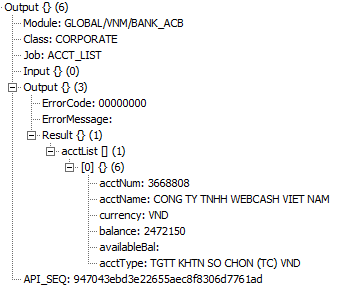 Output {} (6)
Module: GLOBAL/VNM/BANK_ACB
Class: CORPORATE
Job: ACCT_LIST
Input {} (0)
Output {} (3)
ErrorCode: 00000000
ErrorMessage:
Result {} (1)
acctList [] (1)
[0] {} (6)
acctNum: 3668808
acctName: CONG TY TNHH WEBCASH VIET NAM
currency: VND
balance: 2472150
availableBal:
acctType: TGTT KHTN SO CHON (TC) VND
API_SEQ: 947043ebd3e22655aec8f8306d7761ad